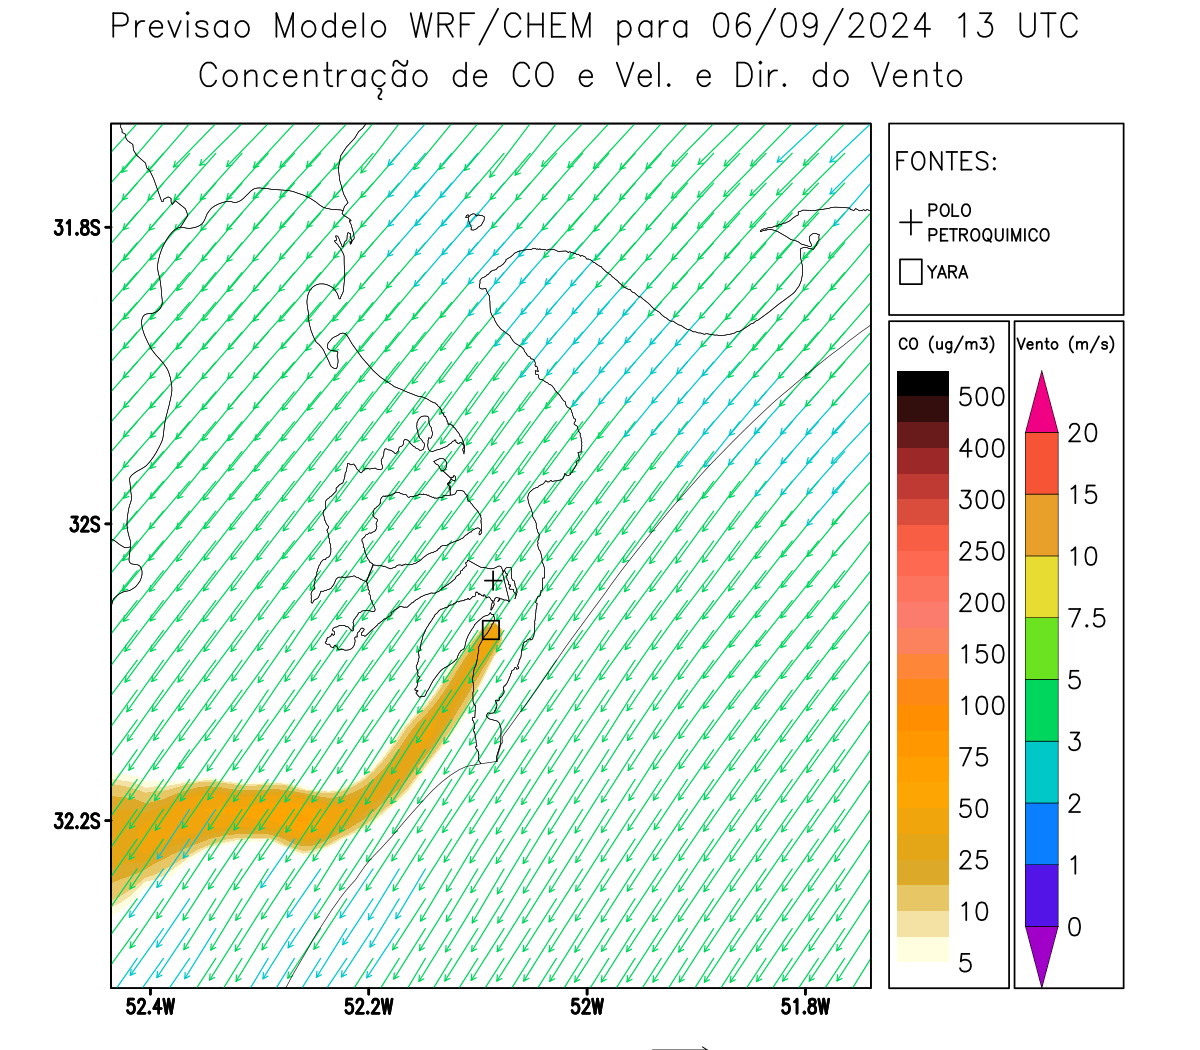 Previsao Modelo WRF/CHEM para 06/09/2024 13 UTC
Concentração de CO e Vel. e Dir. do Vento
FONTES:
POLO
PETROQUIMICO
YARA
CO (ug/m3)
500
400
300
250
200
150
100
75
50
25
10
5
Vento (m/s)
20
15
10
7.5
5
3
2
1
0
31.8S
32S
32.2S
52.4W
52.2W
52W
51.8W